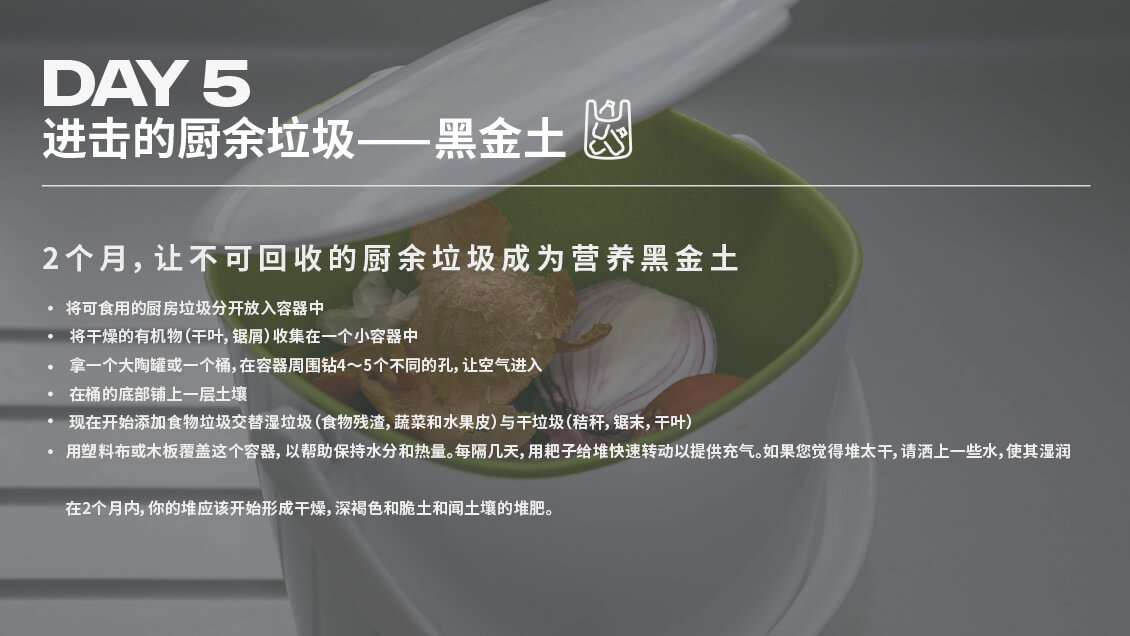 DAY 5
进击的厨余垃圾——黑金土
2个月,让不可回收的厨余垃圾成为营养黑金土
• 将可食用的厨房垃圾分开放入容器中
• 将干燥的有机物(干叶,锯屑)收集在一个小容器中
• 拿一个大陶罐或一个桶,在容器周围钻4~5个不同的孔,让空气进入
• 在桶的底部铺上一层土壤
• 现在开始添加食物垃圾交替湿垃圾(食物残渣,蔬菜和水果皮)与干垃圾(秸秆,锯末,干叶)
• 用塑料布或木板覆盖这个容器,以帮助保持水分和热量。每隔几天,用耙子给堆快速转动以提供充气。如果您觉得堆太干,请洒上一些水,使其湿润
在2个月内,你的堆应该开始形成干燥,深褐色和脆土和闻土壤的堆肥。